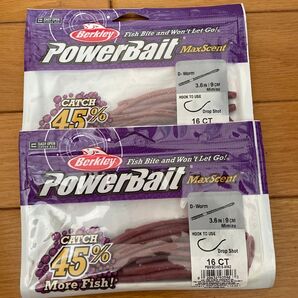 Berkley
Fish Bite and Won't Let Go!
PowerBait
MaxScent
D-Worm
3.6in/9cm
Mimizu
HOOK TO USE
Drop Shot
16 CT
CATCH
45%
Berkley
Fish Bite and Won't Let Go!
PowerBait
MaxScent
D-Worm
3.6in/9cm
Mimizu
HOOK TO USE
Drop Shot
16 CT
CATCH
45%
More Fish!